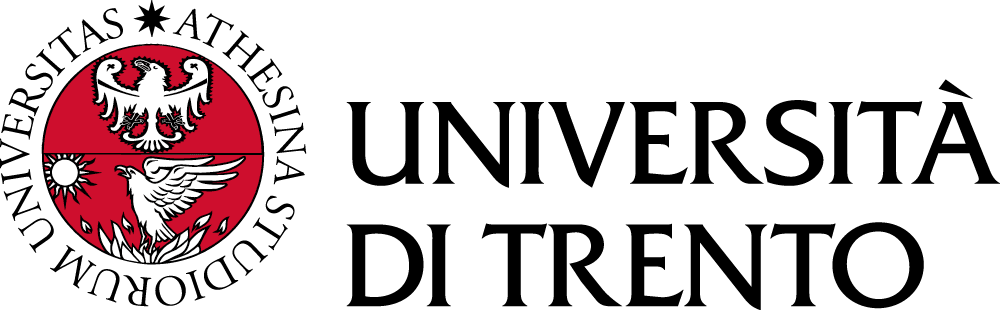 ATHESINA STUDIORUM UNIVERSITAS
UNIVERSITÀ
DI TRENTO